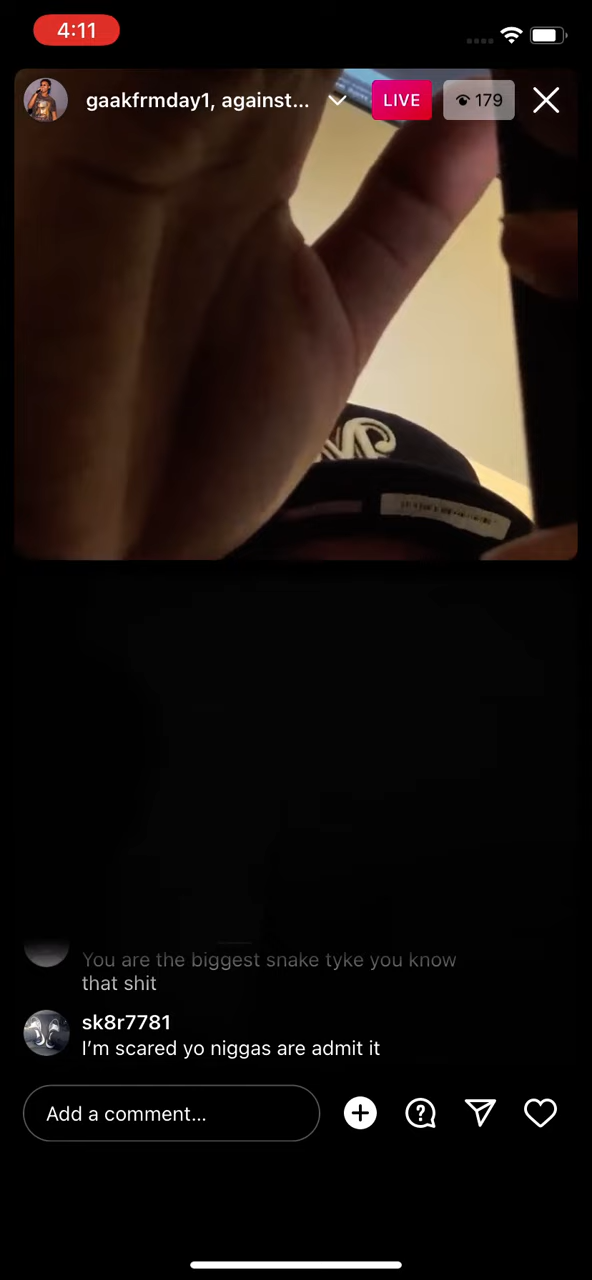 4:11
gaakfrmday1, against...
LIVE
179
You are the biggest snake tyke you know
that shit
sk8r7781
I’m scared yo niggas are admit it
Add a comment...